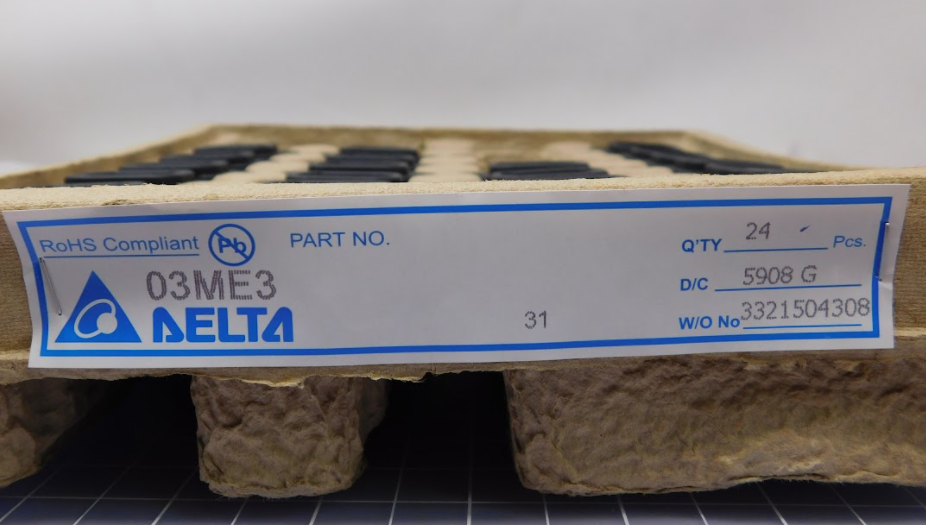 RoHS Compliant Pb PART NO. Q'TY 24 Pcs.
03ME3 D/C 5908 G
DELTA 31 W/O No 3321504308